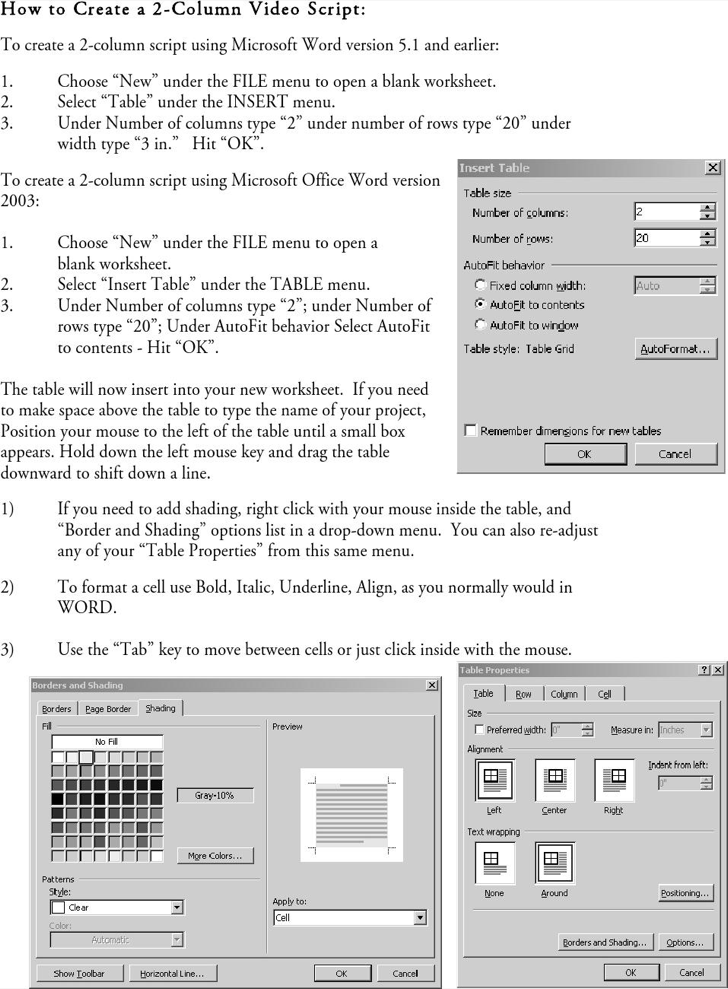 How to Create a 2-Column Video Script:
To create a 2-column script using Microsoft Word version 5.1 and earlier:
1. Choose “New” under the FILE menu to open a blank worksheet.
2. Select “Table” under the INSERT menu.
3. Under Number of columns type “2” under number of rows type “20” under
width type “3 in.” Hit “OK”.
To create a 2-column script using Microsoft Office Word version
2003:
1. Choose “New” under the FILE menu to open a
blank worksheet.
2. Select “Insert Table” under the TABLE menu.
3. Under Number of columns type “2”; under Number of
rows type “20”; Under AutoFit behavior Select AutoFit
to contents - Hit “OK”.
The table will now insert into your new worksheet. If you need
to make space above the table to type the name of your project,
Position your mouse to the left of the table until a small box
appears. Hold down the left mouse key and drag the table
downward to shift down a line.
Insert Table
Table size
Number of columns: 2
Number of rows: 20
AutoFit behavior
Fixed column width: Auto
AutoFit to contents
AutoFit to window
Table style: Table Grid AutoFormat...
Remember dimensions for new tables
OK Cancel
1) If you need to add shading, right click with your mouse inside the table, and
“Border and Shading” options list in a drop-down menu. You can also re-adjust
any of your “Table Properties” from this same menu.
2) To format a cell use Bold, Italic, Underline, Align, as you normally would in
WORD.
3) Use the “Tab” key to move between cells or just click inside with the mouse.
Borders and Shading
Borders Page Border Shading
Fill
No Fill
Gray-10%
More Colors...
Patterns
Style:
Clear
Color:
Automatic
Preview
Apply to:
Cell
Show Toolbar Horizontal Line... OK Cancel
Table Properties
Table Row Column Cell
Size
Preferred width: 0" Measure in: Inches
Alignment
Indent from left:
0"
Left Center Right
Text wrapping
None Around
Positioning...
Borders and Shading... Options...
OK Cancel